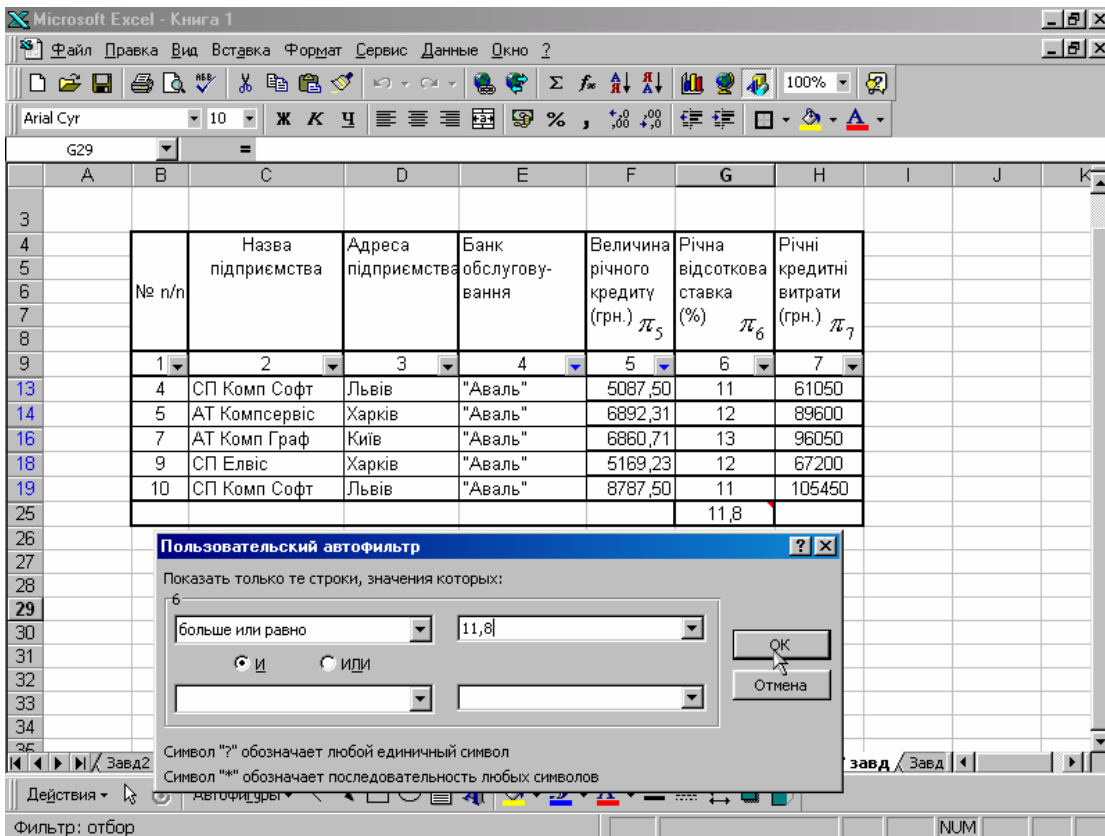 Microsoft Excel - Книга 1
Файл Правка Вид Вставка Формат Сервис Данные Окно ?
100%
Arial Cyr 10 Ж К Ч % ,
G29 =
A B C D E F G H I J K
3
4 Назва Адреса Банк Величина Річна Річні
5 підприємства підприємства обслугову- річного відсоткова кредитні
6 № п/п вання кредиту ставка витрати
7 (грн.) π5 (%) π6 (грн.) π7
8
9 1 2 3 4 5 6 7
13 4 СП Комп Софт Львів "Аваль" 5087,50 11 61050
14 5 АТ Компсервіс Харків "Аваль" 6892,31 12 89600
16 7 АТ Комп Граф Київ "Аваль" 6860,71 13 96050
18 9 СП Елвіс Харків "Аваль" 5169,23 12 67200
19 10 СП Комп Софт Львів "Аваль" 8787,50 11 105450
25 11,8
26
27
28
29
30
31
32
33
34
Пользовательский автофильтр
Показать только те строки, значения которых:
6
больше или равно 11,8
И ИЛИ
OK
Отмена
Символ "?" обозначает любой единичный символ
Символ "*" обозначает последовательность любых символов
Завд2 завд Завд
Действия Автофигуры
Фильтр: отбор NUM